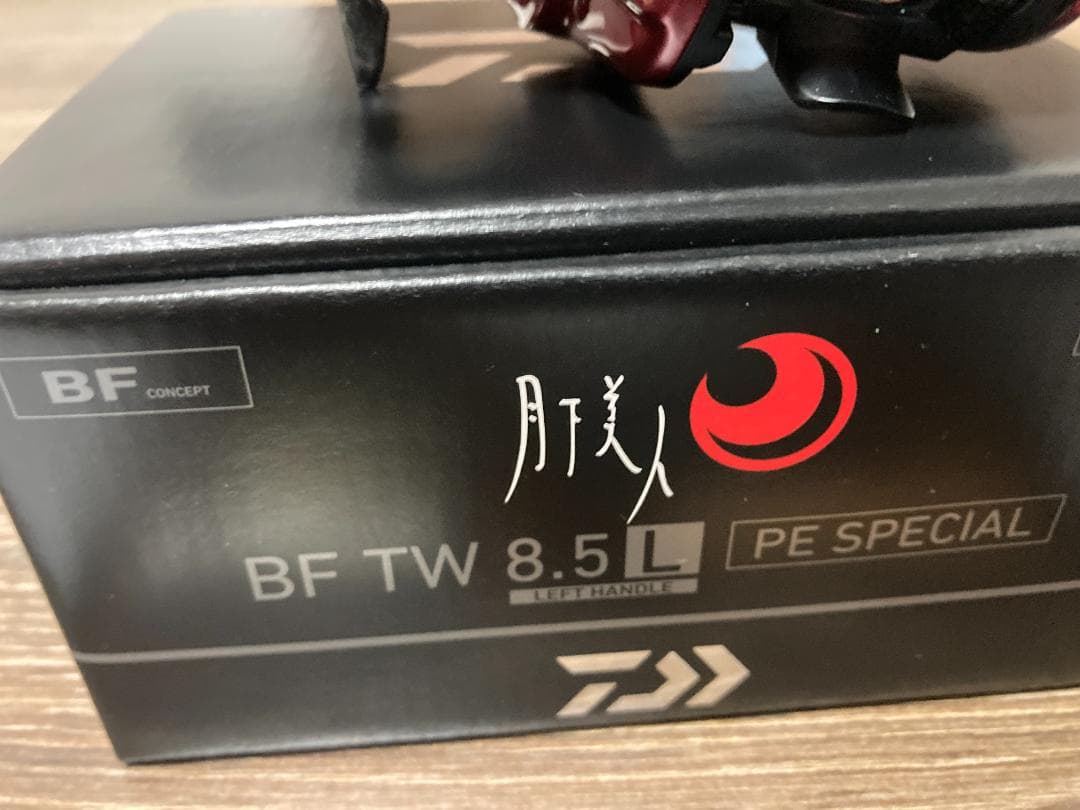 BF CONCEPT
月下美人
BF TW 8.5 L PE SPECIAL
LEFT HANDLE